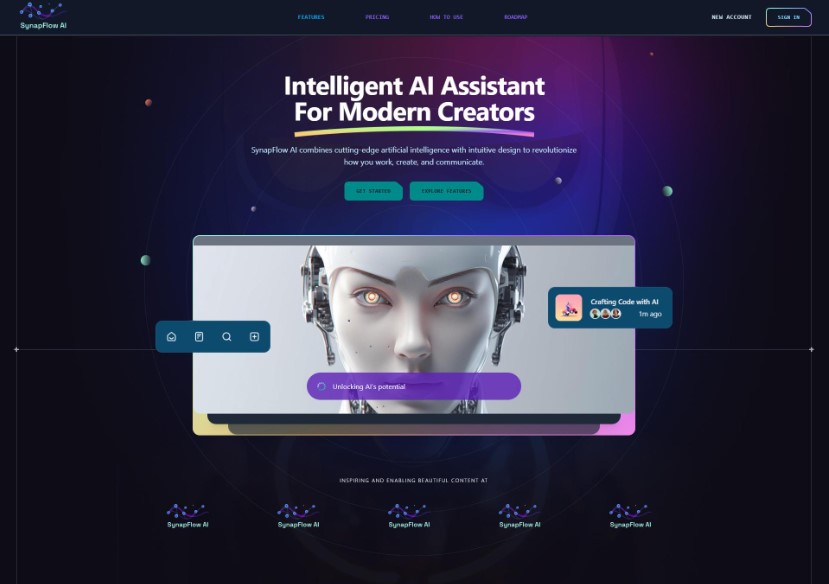 SynapFlow AI
FEATURES
PRICING
HOW TO USE
ROADMAP
NEW ACCOUNT
SIGN IN
Intelligent AI Assistant
For Modern Creators
SynapFlow AI combines cutting-edge artificial intelligence with intuitive design to revolutionize
how you work, create, and communicate.
GET STARTED
EXPLORE FEATURES
Crafting Code with AI
1m ago
Unlocking AI's potential
INSPIRING AND ENABLING BEAUTIFUL CONTENT AT
SynapFlow AI
SynapFlow AI
SynapFlow AI
SynapFlow AI
SynapFlow AI